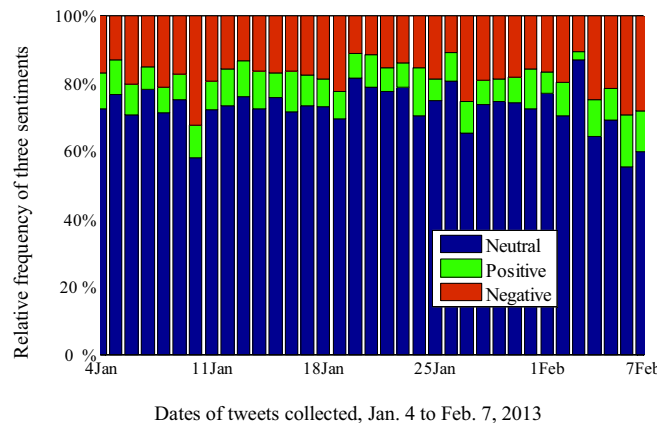 Relative frequency of three sentiments
100 %
80 %
60 %
40 %
20 %
0 %
Neutral
Positive
Negative
4Jan 11Jan 18Jan 25Jan 1Feb 7Feb
Dates of tweets collected, Jan. 4 to Feb. 7, 2013